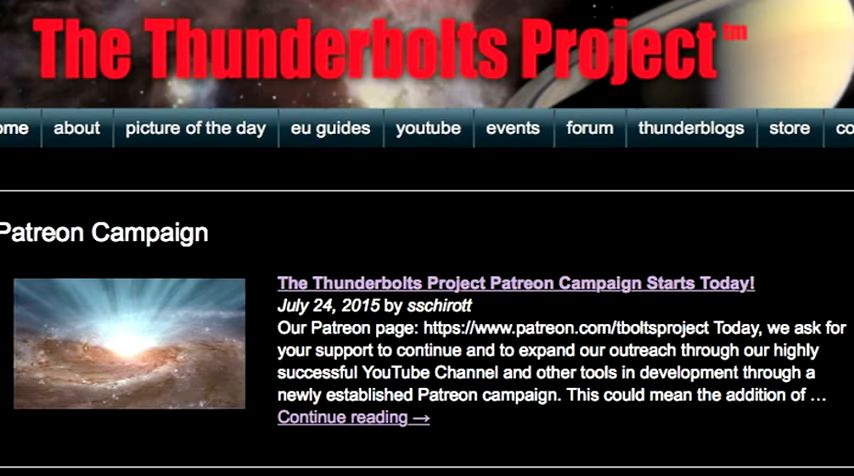 The Thunderbolts Project™
ome about picture of the day eu guides youtube events forum thunderblogs store co
Patreon Campaign
The Thunderbolts Project Patreon Campaign Starts Today!
July 24, 2015 by sschirott
Our Patreon page: https://www.patreon.com/tboltsproject Today, we ask for
your support to continue and to expand our outreach through our highly
successful YouTube Channel and other tools in development through a
newly established Patreon campaign. This could mean the addition of …
Continue reading →